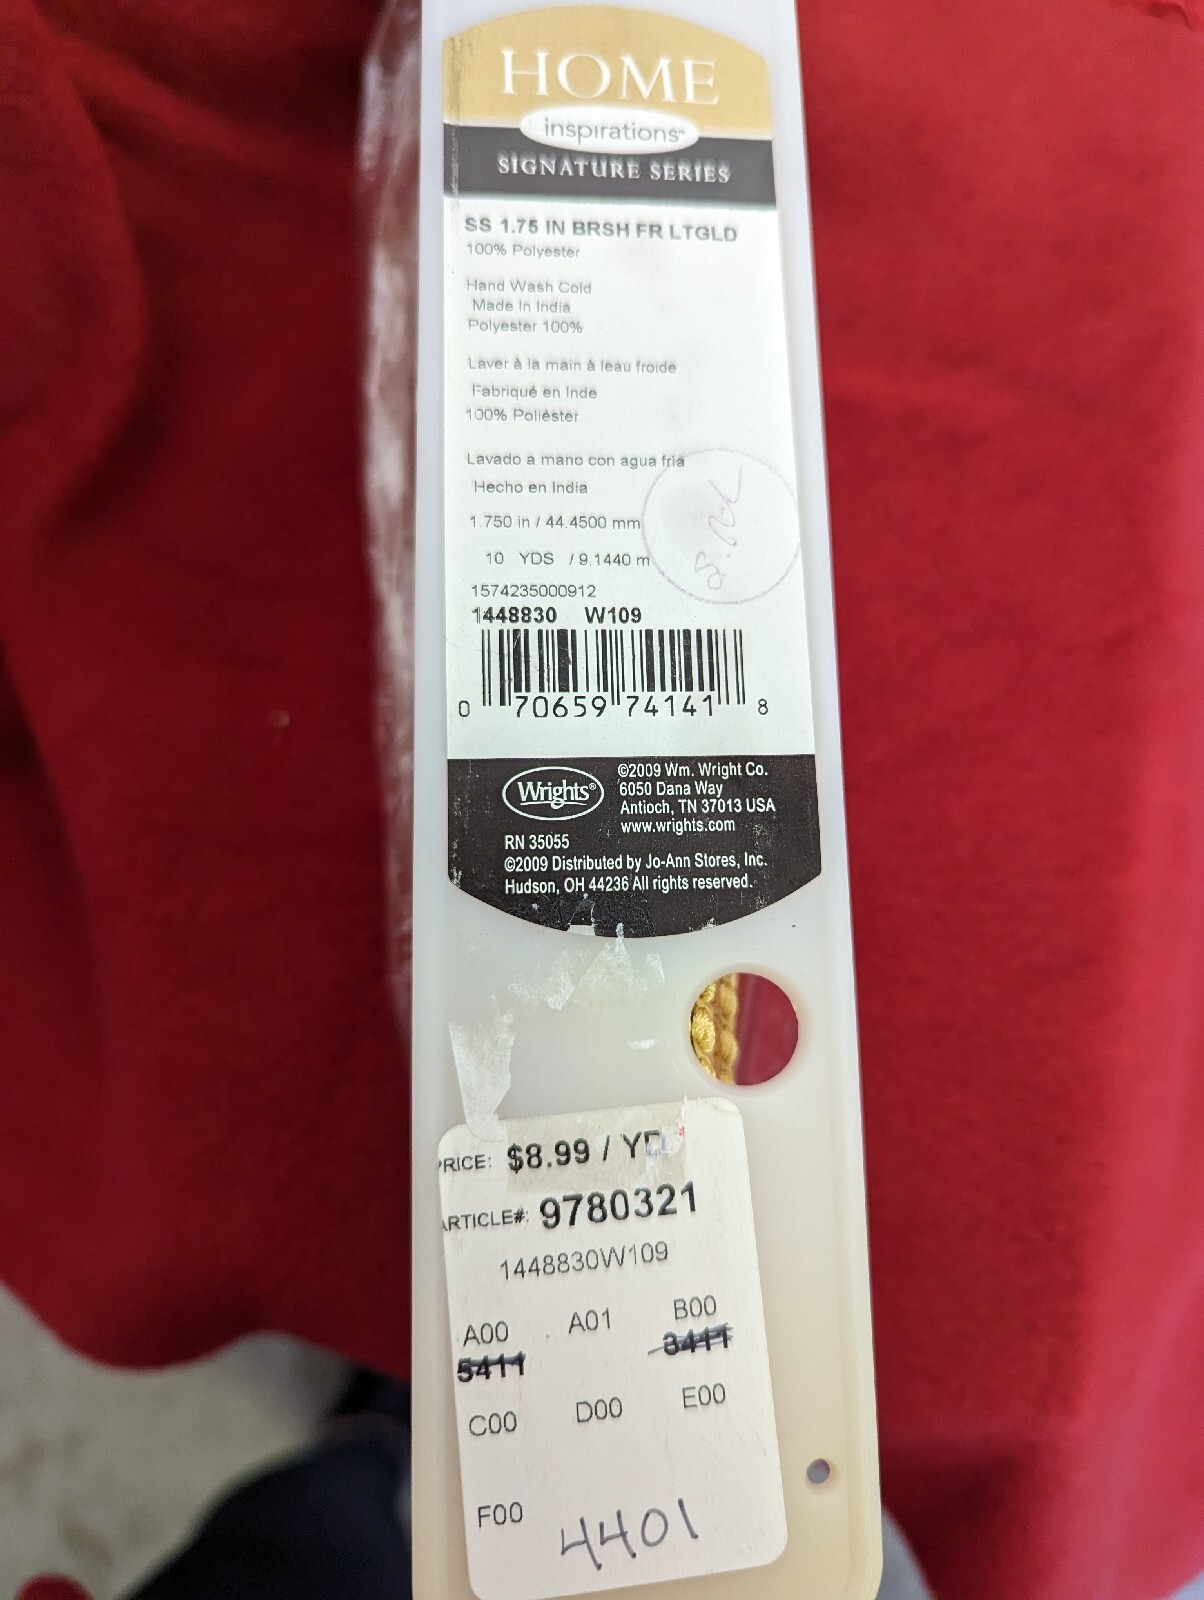 HOME
inspirations™
SIGNATURE SERIES
SS 1.75 IN BRSH FR LTGLD
100% Polyester
Hand Wash Cold
Made In India
Polyester 100%
Laver à la main à leau froide
Fabriqué en Inde
100% Poliéster
Lavado a mano con agua fría
Hecho en India
1.750 in / 44.4500 mm
10 YDS / 9.1440 m
1574235000912
1448830 W109
0 70659 74141 8
Wrights®
©2009 Wm. Wright Co.
6050 Dana Way
Antioch, TN 37013 USA
www.wrights.com
RN 35055
©2009 Distributed by Jo-Ann Stores, Inc.
Hudson, OH 44236 All rights reserved.
PRICE: $8.99 / YD
ARTICLE#: 9780321
1448830W109
A00 A01 B00
5411 3411
C00 D00 E00
F00
4401